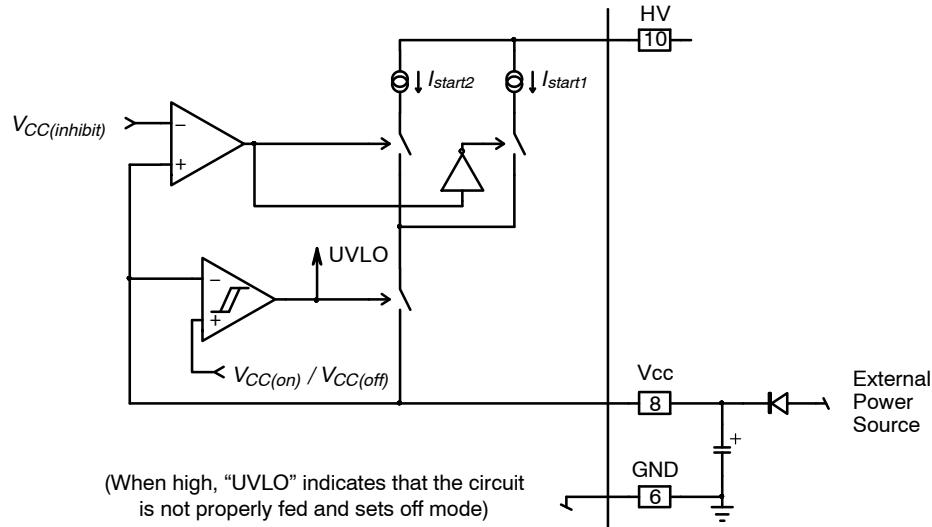 HV
10
Istart2
Istart1
VCC(inhibit)
−
+
UVLO
−
+
VCC(on) / VCC(off)
Vcc
8
External
Power
Source
+
GND
6
(When high, “UVLO” indicates that the circuit
is not properly fed and sets off mode)